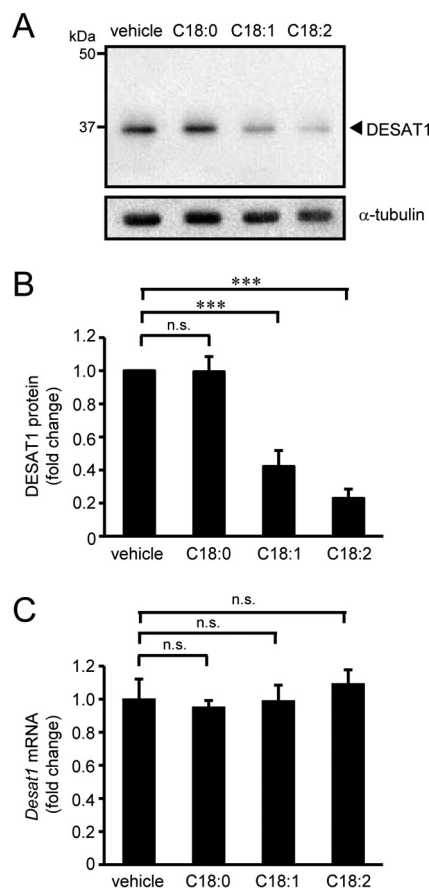 A
vehicle C18:0 C18:1 C18:2
kDa
50
37
◄DESAT1
α-tubulin
B
***
***
n.s.
1.2
1.0
0.8
0.6
0.4
0.2
0
DESAT1 protein
(fold change)
vehicle C18:0 C18:1 C18:2
C
n.s.
n.s.
n.s.
1.2
1.0
0.8
0.6
0.4
0.2
0
Desat1 mRNA
(fold change)
vehicle C18:0 C18:1 C18:2